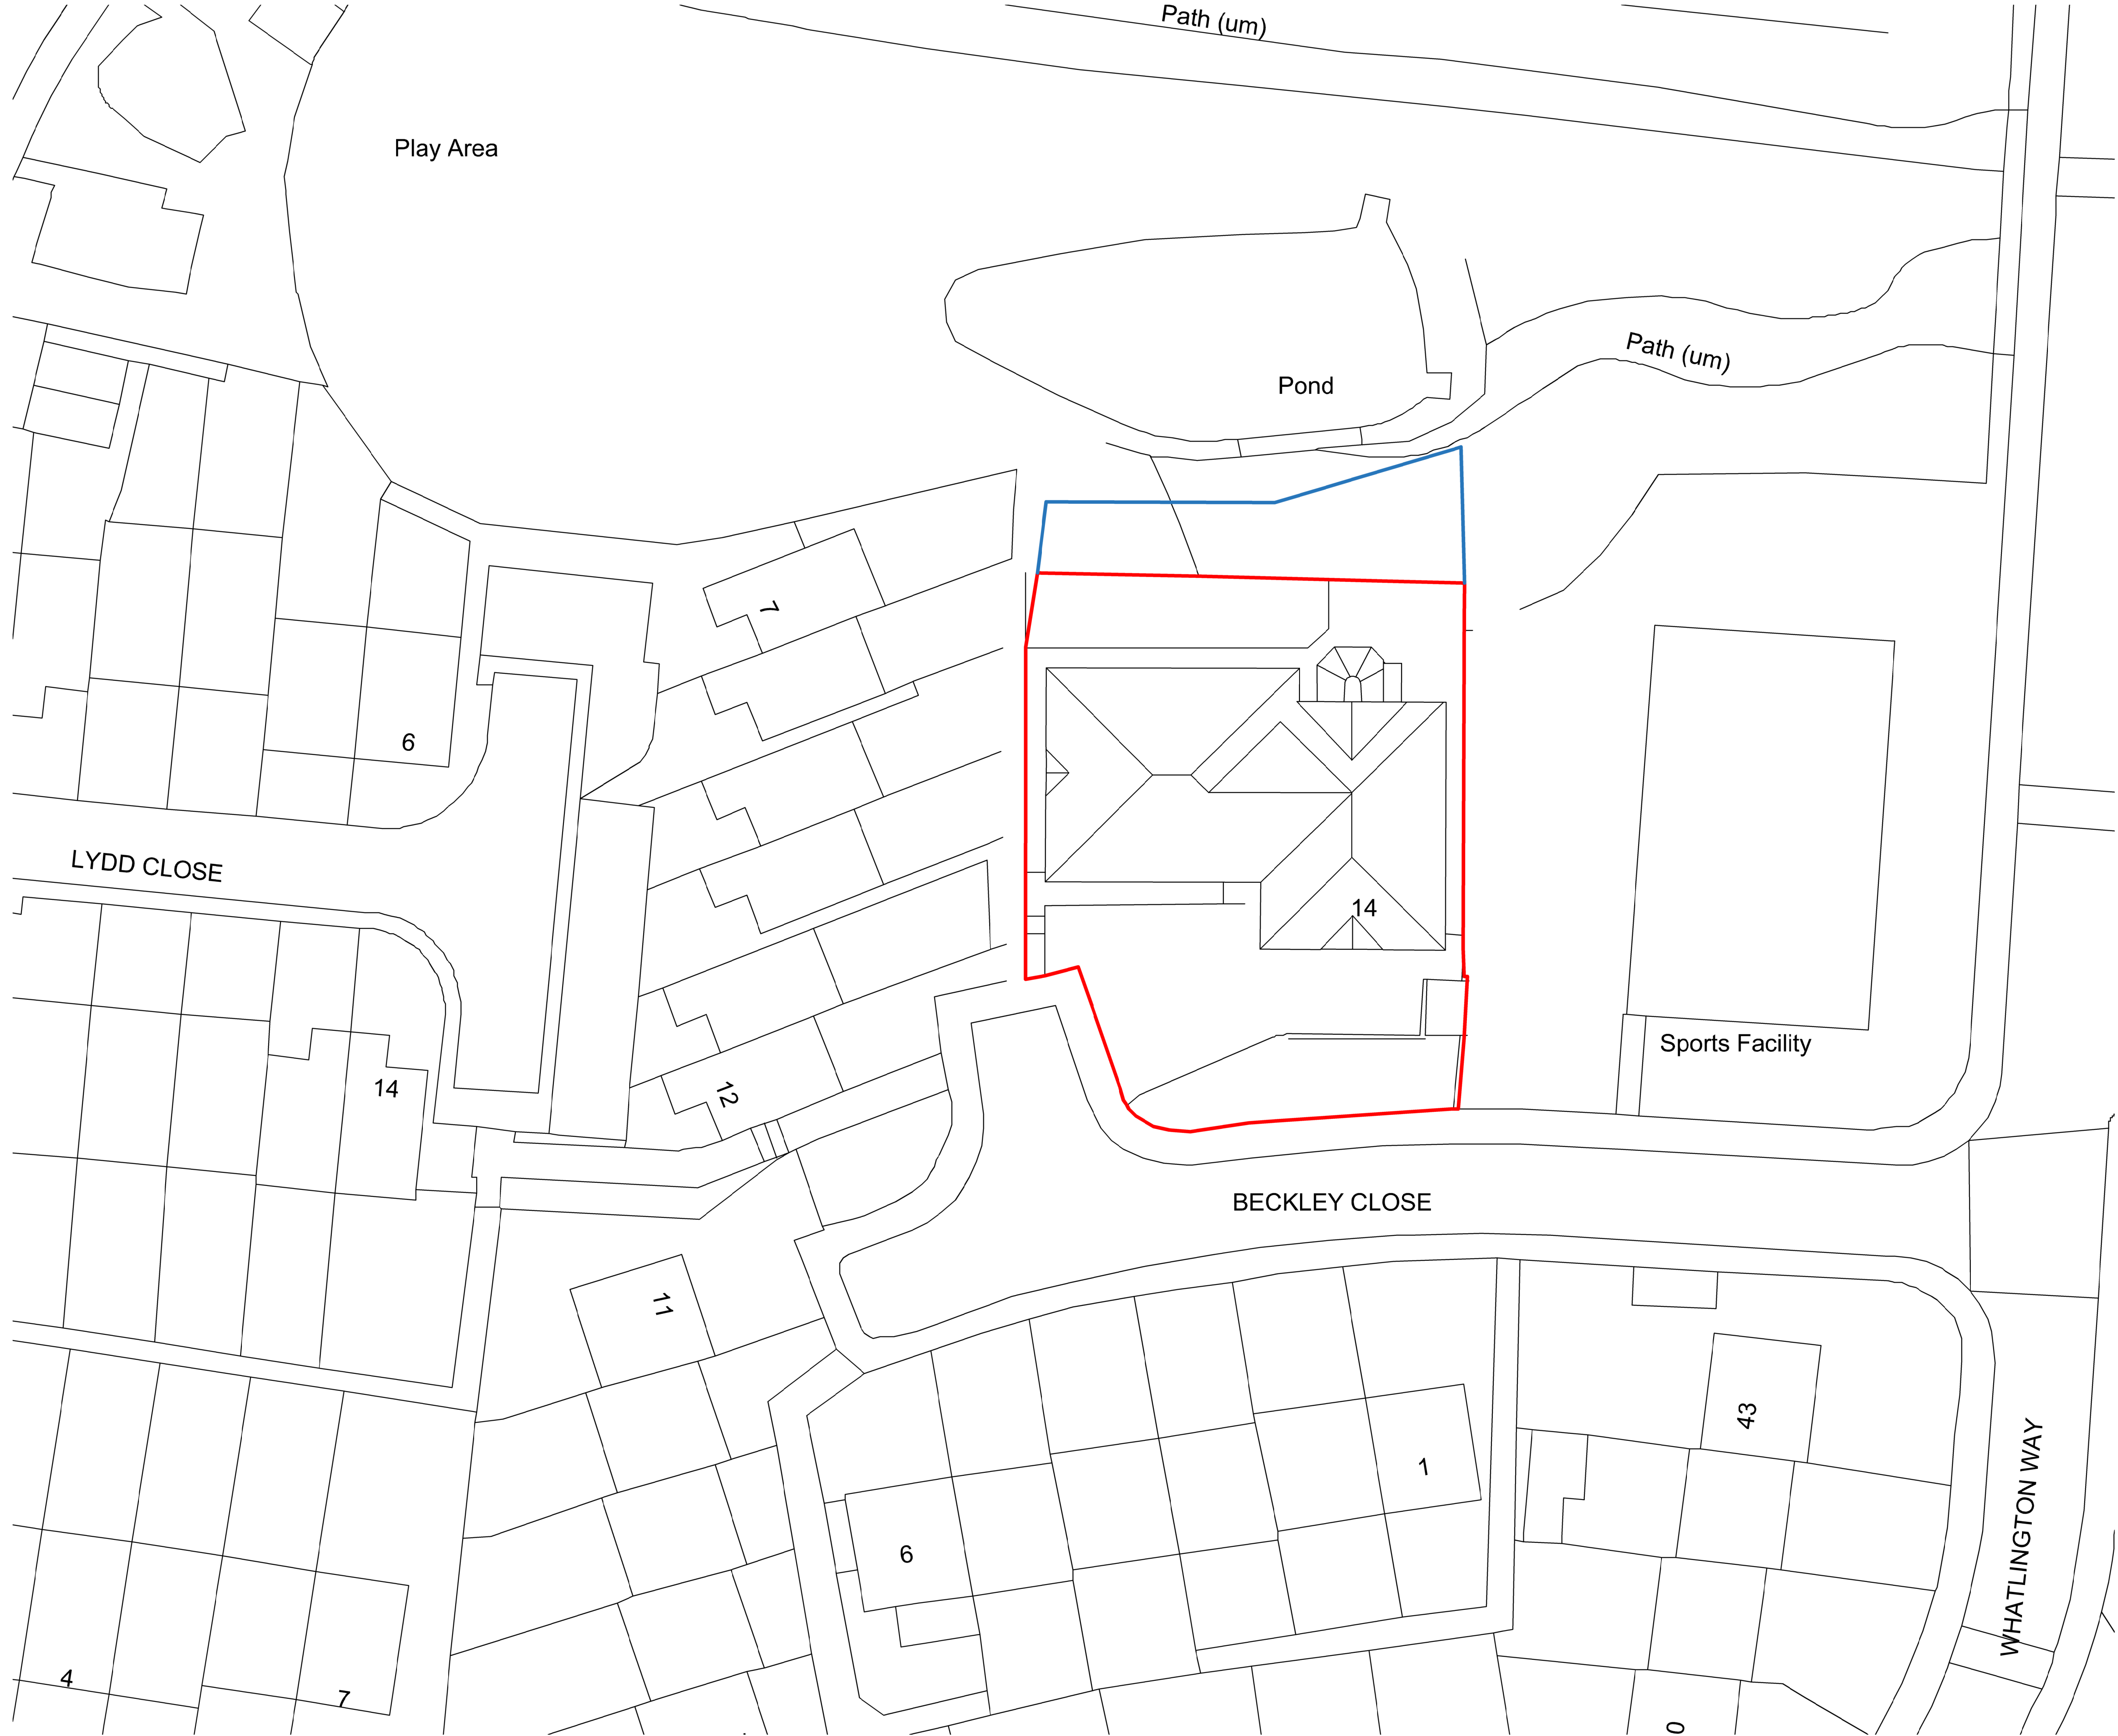 Path (um)
Play Area
Path (um)
Pond
7
6
LYDD CLOSE
14
Sports Facility
14
12
BECKLEY CLOSE
11
43
1
WHATLINGTON WAY
6
4
7
0